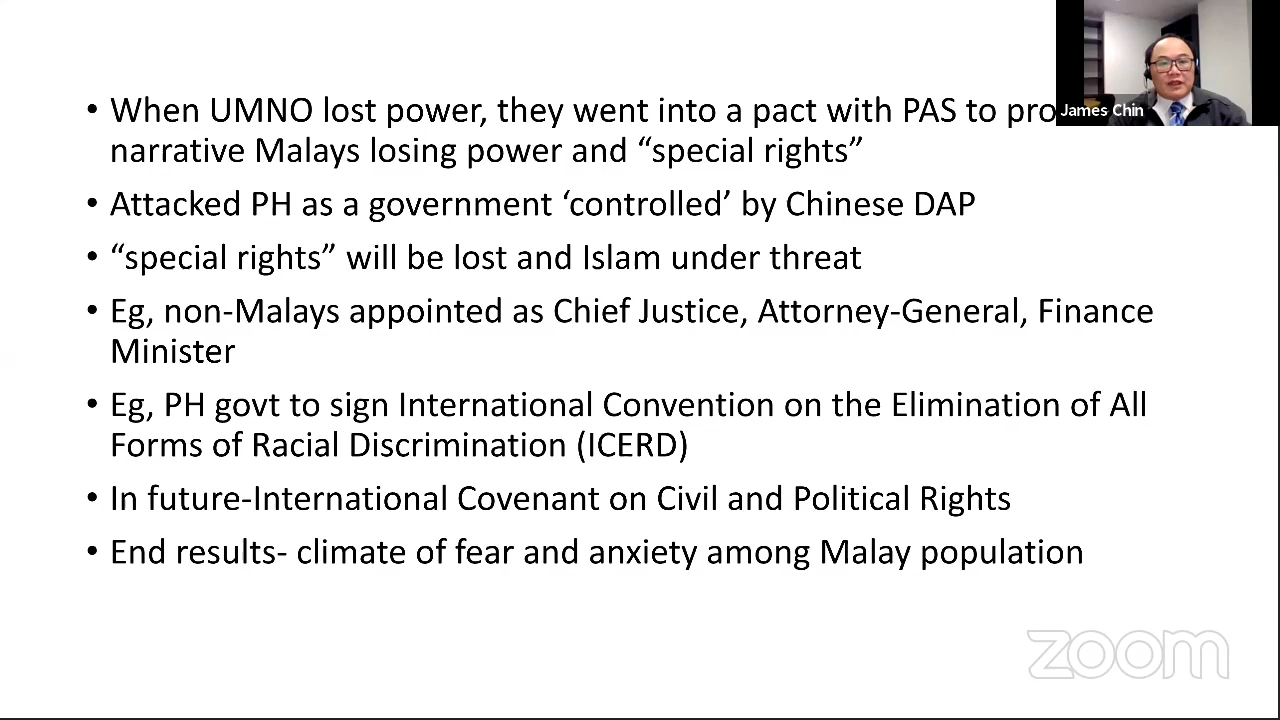 • When UMNO lost power, they went into a pact with PAS to
narrative Malays losing power and “special rights”
• Attacked PH as a government ‘controlled’ by Chinese DAP
• “special rights” will be lost and Islam under threat
• Eg, non-Malays appointed as Chief Justice, Attorney-General, Finance
Minister
• Eg, PH govt to sign International Convention on the Elimination of All
Forms of Racial Discrimination (ICERD)
• In future-International Covenant on Civil and Political Rights
• End results- climate of fear and anxiety among Malay population
James Chin
zoom